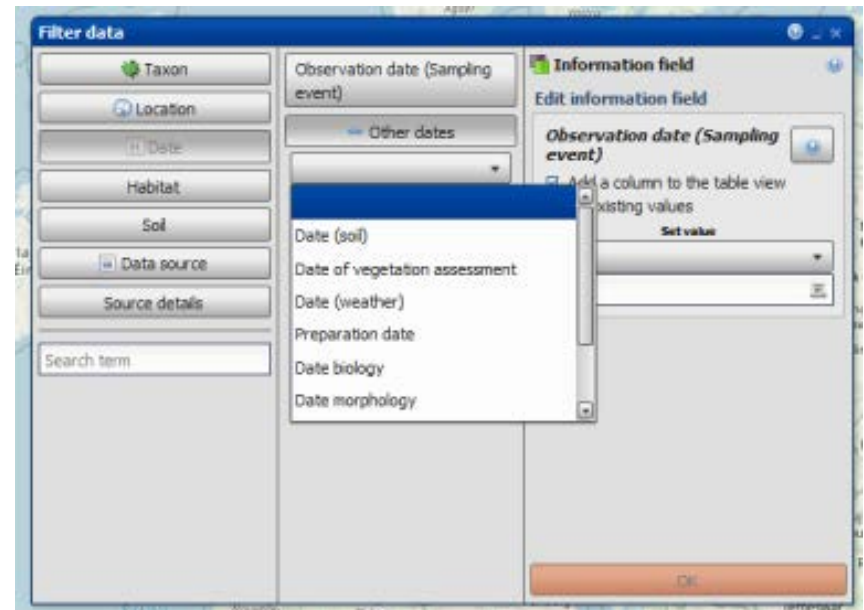 Filter data
Taxon
Location
Date
Habitat
Soil
Data source
Source details
Search term
Observation date (Sampling
event)
Other dates
Date (soil)
Date of vegetation assessment
Date (weather)
Preparation date
Date biology
Date morphology
Information field
Edit information field
Observation date (Sampling
event)
Add a column to the table view
xisting values
Set value
OK